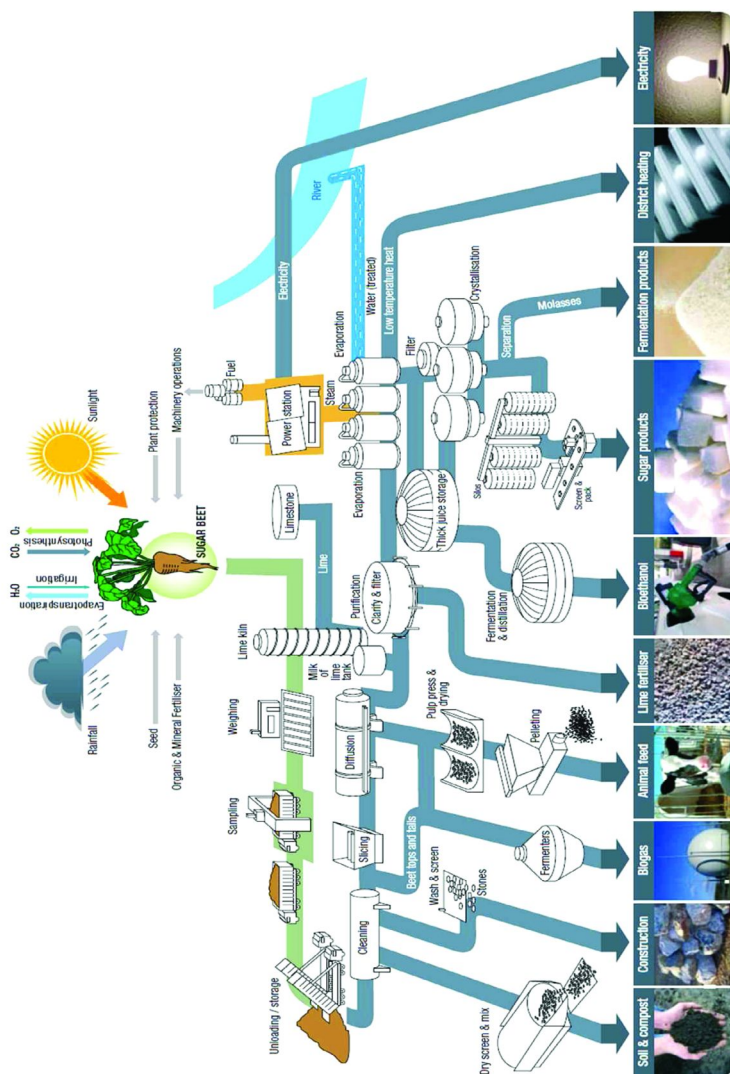 Rainfall
Evapotranspiration
H₂O
Irrigation
Photosynthesis
CO₂
O₂
Sunlight
Seed
Organic & Mineral Fertiliser
SUGAR BEET
Plant protection
Machinery operations
Unloading / storage
Sampling
Weighing
Lime kiln
Milk
of
lime
tank
Lime
Limestone
Power station
Fuel
Steam
Electricity
River
Cleaning
Slicing
Diffusion
Purification
Clarify & filter
Evaporation
Evaporation
Water (treated)
Low temperature heat
Beet tops and tails
Wash & screen
Stones
Pulp press &
drying
Thick juice storage
Filter
Crystallisation
Dry screen & mix
Fermenters
Pelleting
Fermentation
& distillation
Silos
Screen &
pack
Separation
Molasses
Soil & compost
Construction
Biogas
Animal feed
Lime fertiliser
Bioethanol
Sugar products
Fermentation products
District heating
Electricity